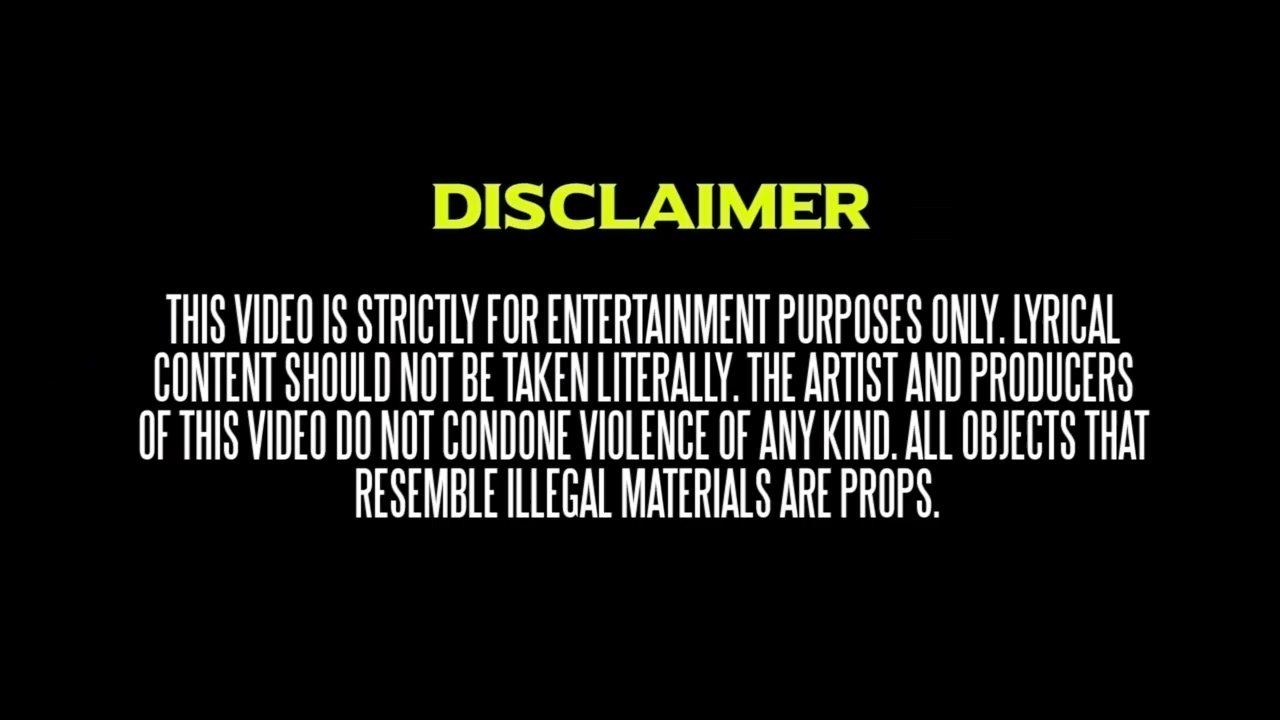 DISCLAIMER
THIS VIDEO IS STRICTLY FOR ENTERTAINMENT PURPOSES ONLY. LYRICAL
CONTENT SHOULD NOT BE TAKEN LITERALLY. THE ARTIST AND PRODUCERS
OF THIS VIDEO DO NOT CONDONE VIOLENCE OF ANY KIND. ALL OBJECTS THAT
RESEMBLE ILLEGAL MATERIALS ARE PROPS.